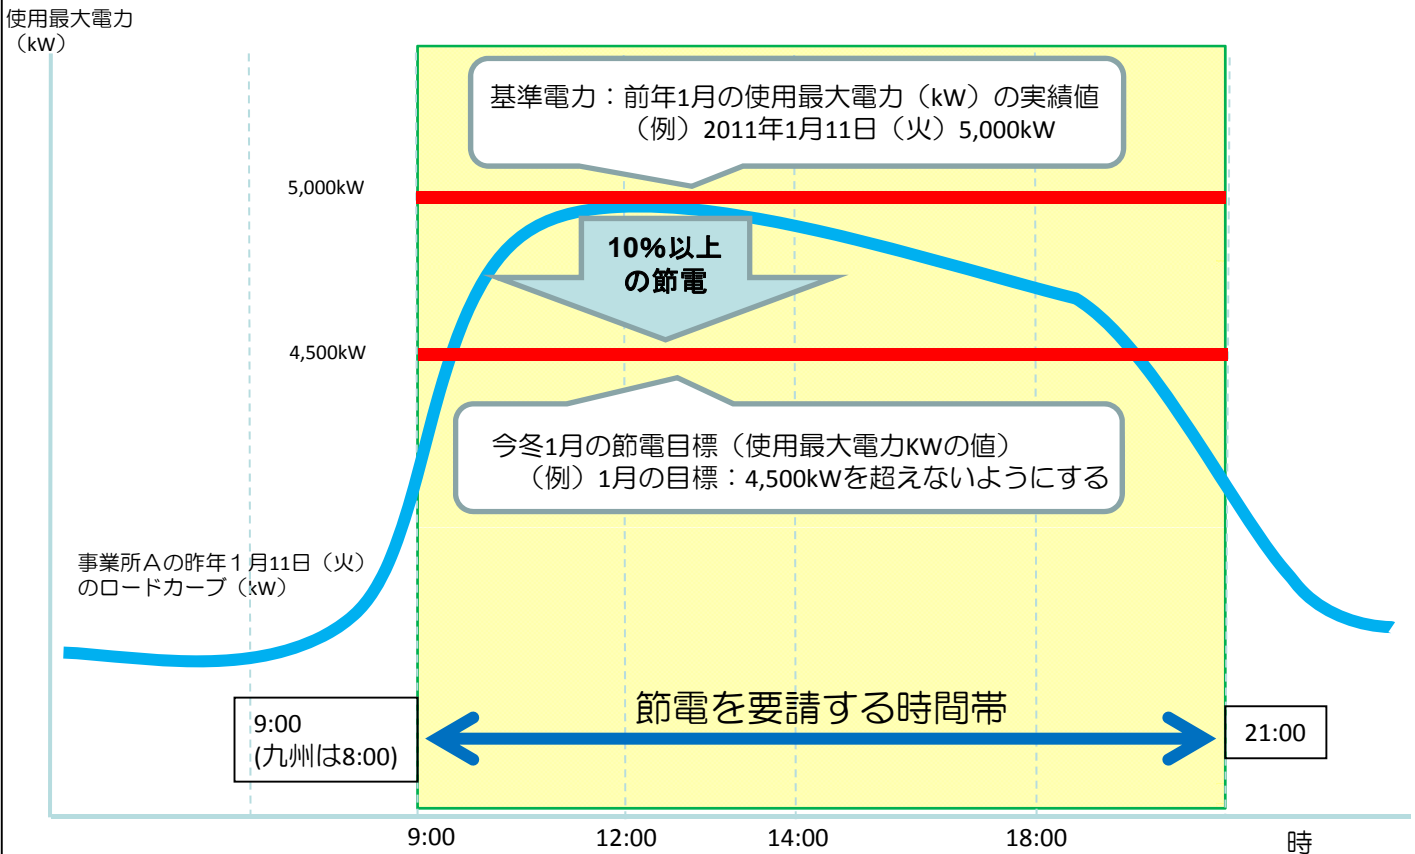 使用最大電力
（kW）
基準電力：前年1月の使用最大電力（kW）の実績値
（例）2011年1月11日（火）5,000kW
5,000kW
10%以上
の節電
4,500kW
今冬1月の節電目標（使用最大電力KWの値）
（例）1月の目標：4,500kWを超えないようにする
事業所Ａの昨年１月11日（火）
のロードカーブ（kW）
節電を要請する時間帯
9:00
(九州は8:00)
21:00
9:00
12:00
14:00
18:00
時